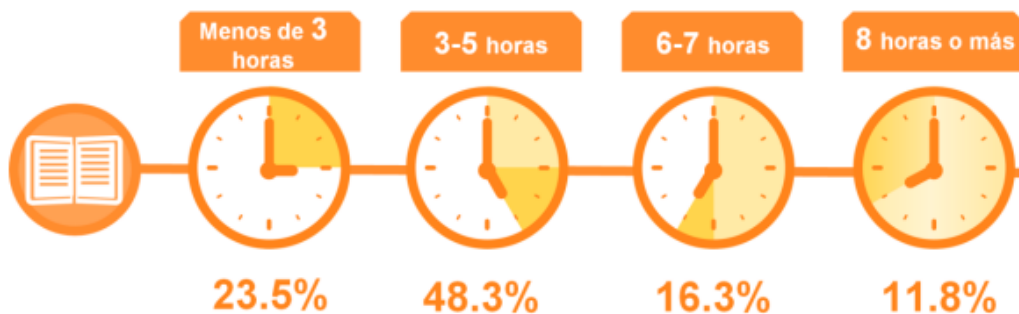 Menos de 3
horas
3-5 horas
6-7 horas
8 horas o más
23.5%
48.3%
16.3%
11.8%